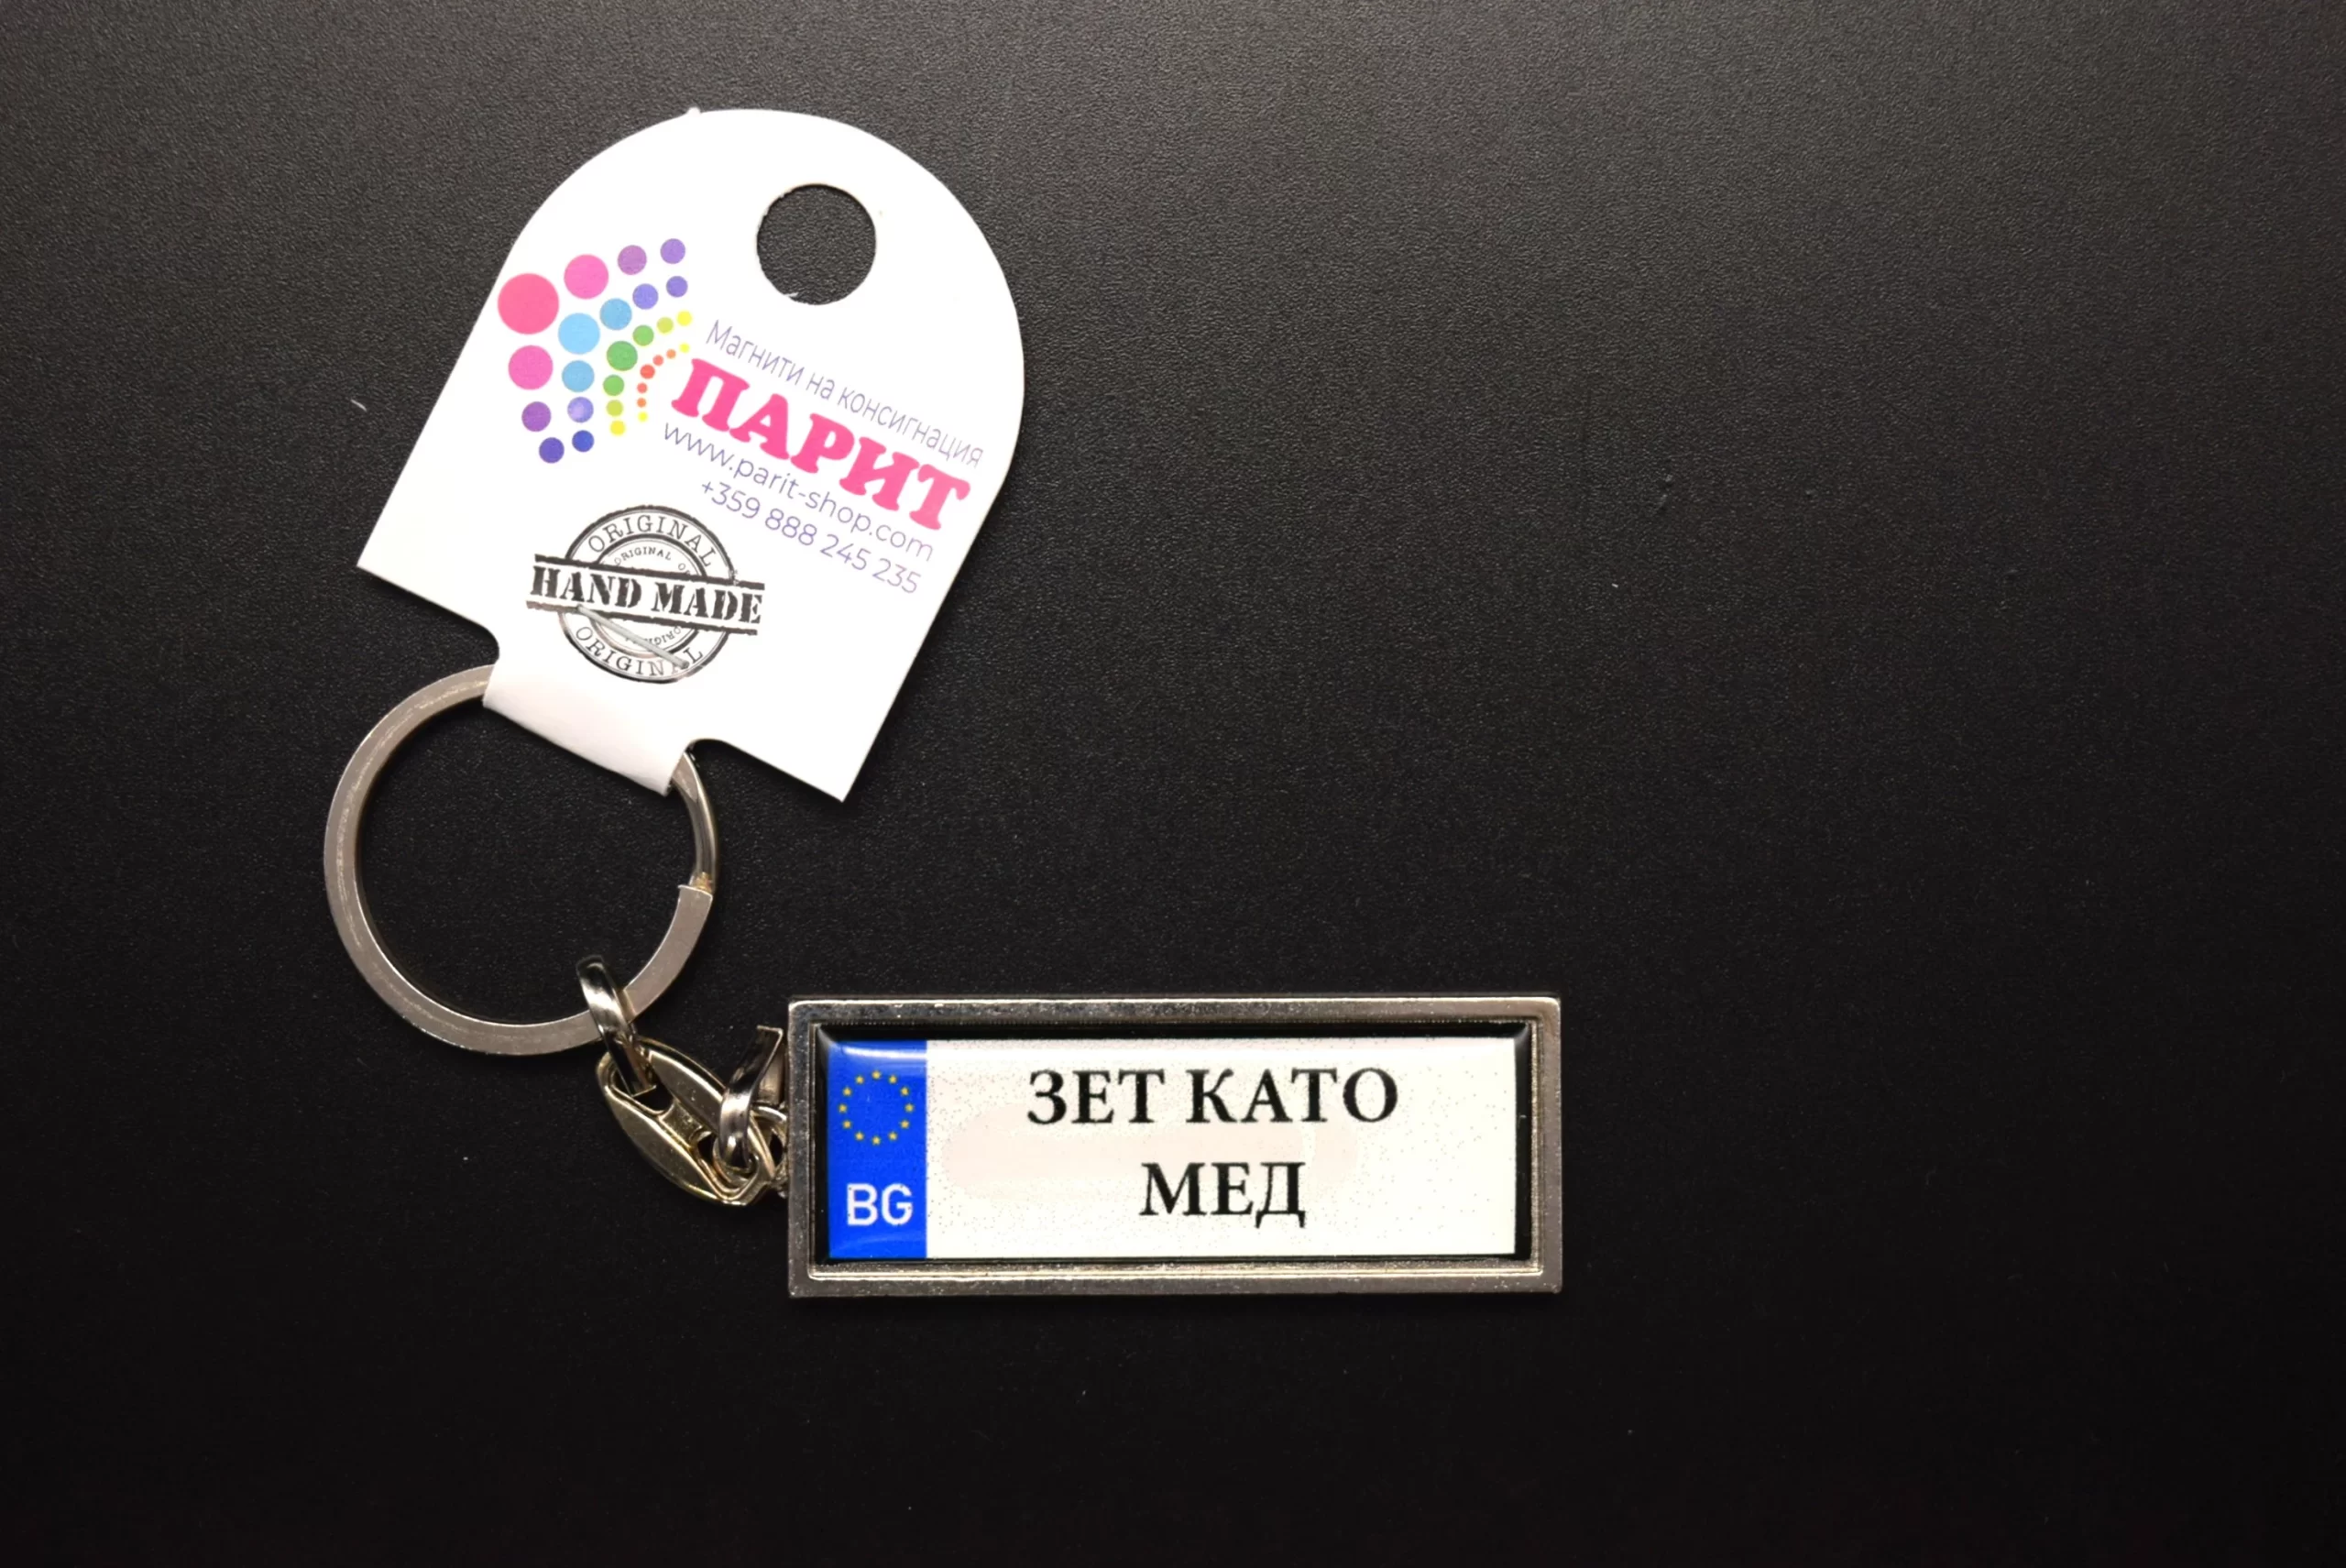 Магнити на консигнация
ПАРИТ
www.parit-shop.com
+359 888 245 235
ORIGINAL
ORIGINAL
HAND MADE
ORIGINAL
ЗЕТ КАТО
МЕД
BG